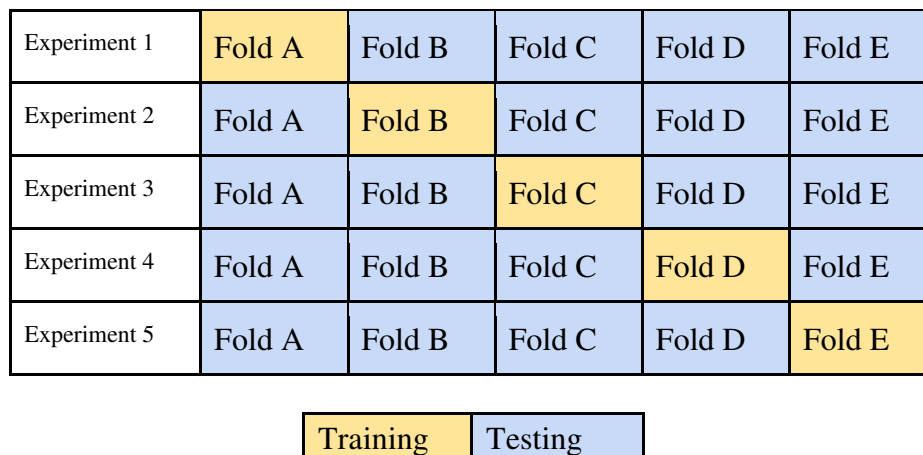 Experiment 1 Fold A Fold B Fold C Fold D Fold E
Experiment 2 Fold A Fold B Fold C Fold D Fold E
Experiment 3 Fold A Fold B Fold C Fold D Fold E
Experiment 4 Fold A Fold B Fold C Fold D Fold E
Experiment 5 Fold A Fold B Fold C Fold D Fold E
Training Testing